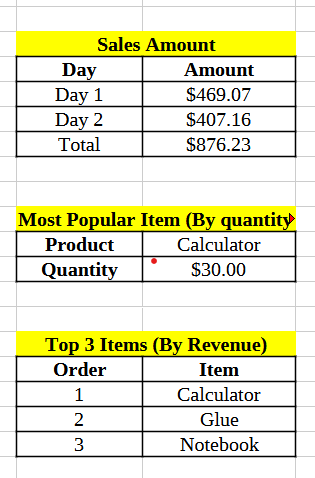 Sales Amount
Day Amount
Day 1 $469.07
Day 2 $407.16
Total $876.23
Most Popular Item (By quantity
Product Calculator
Quantity $30.00
Top 3 Items (By Revenue)
Order Item
1 Calculator
2 Glue
3 Notebook